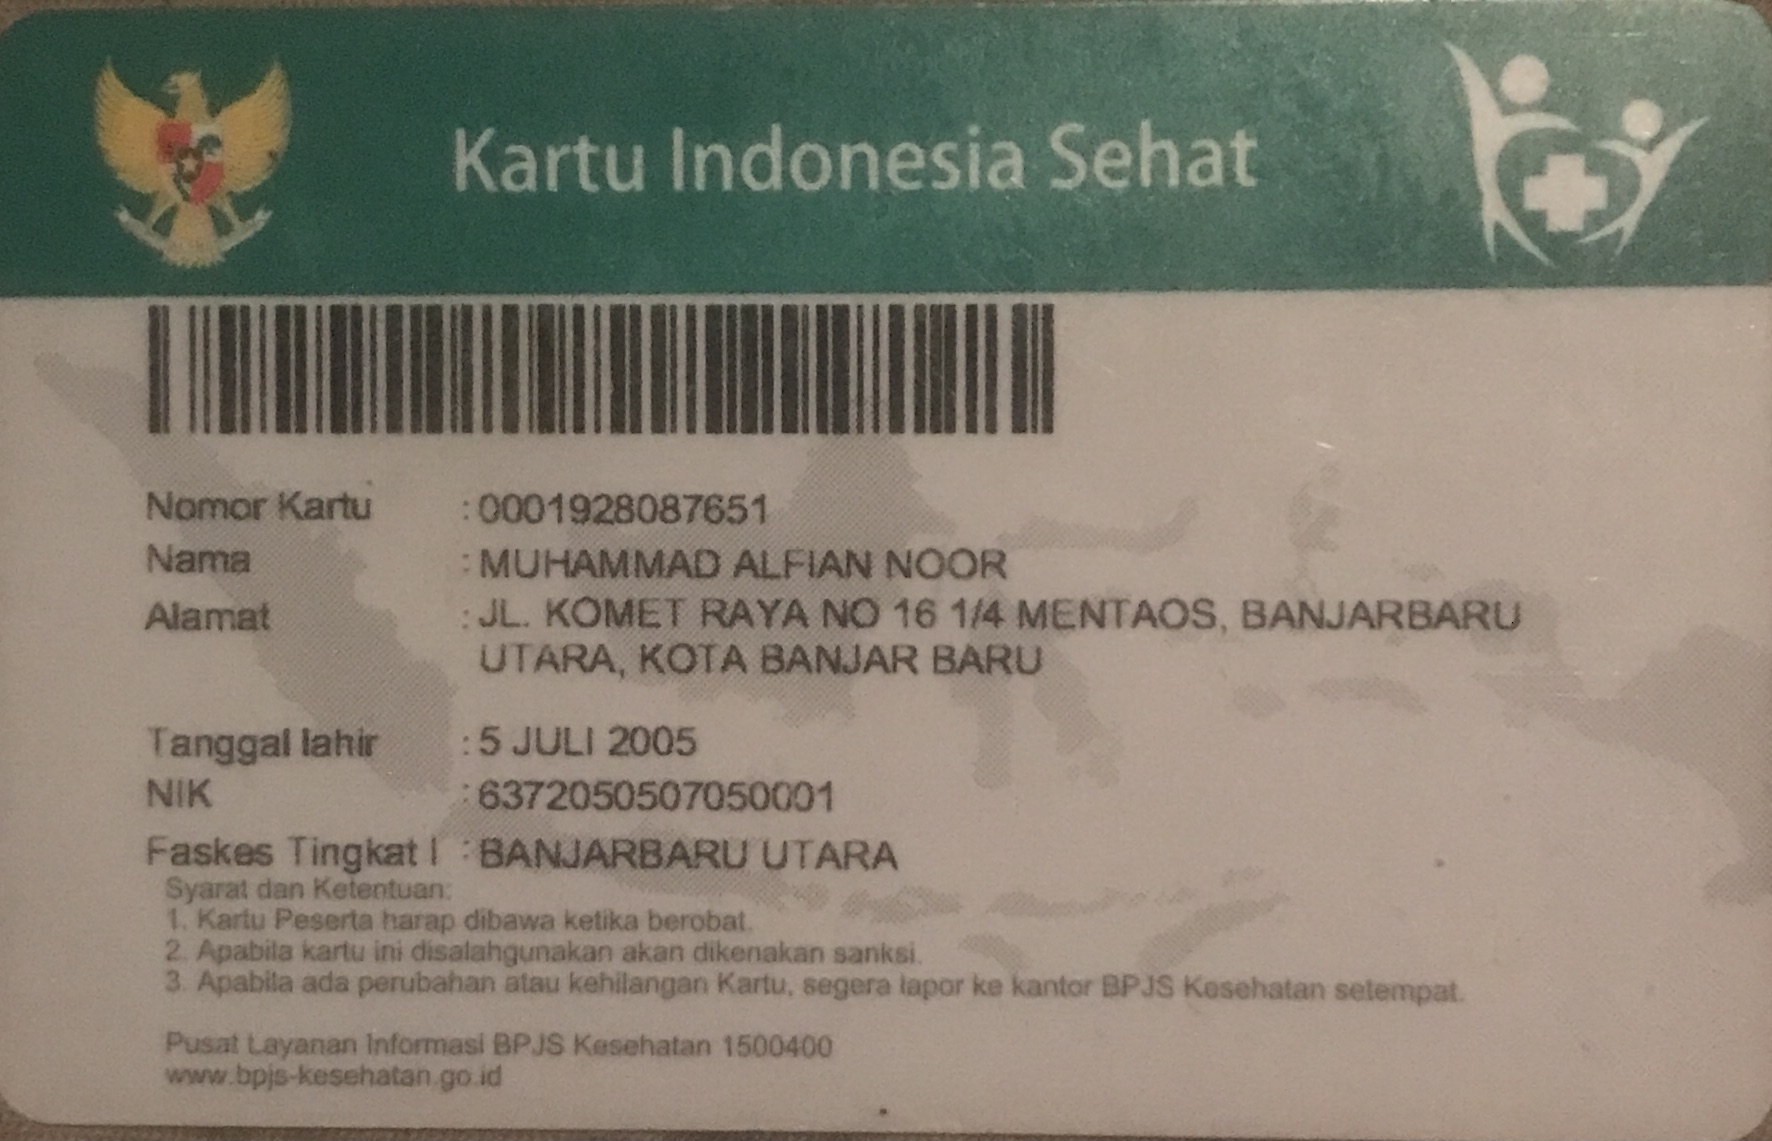 Kartu Indonesia Sehat
Nomor Kartu : 0001928087651
Nama : MUHAMMAD ALFIAN NOOR
Alamat : JL. KOMET RAYA NO 16 1/4 MENTAOS, BANJARBARU
UTARA, KOTA BANJAR BARU
Tanggal lahir : 5 JULI 2005
NIK : 6372050507050001
Faskes Tingkat I : BANJARBARU UTARA
Syarat dan Ketentuan:
1. Kartu Peserta harap dibawa ketika berobat.
2. Apabila kartu ini disalahgunakan akan dikenakan sanksi.
3. Apabila ada perubahan atau kehilangan Kartu, segera lapor ke kantor BPJS Kesehatan setempat.
Pusat Layanan Informasi BPJS Kesehatan 1500400
www.bpjs-kesehatan.go.id